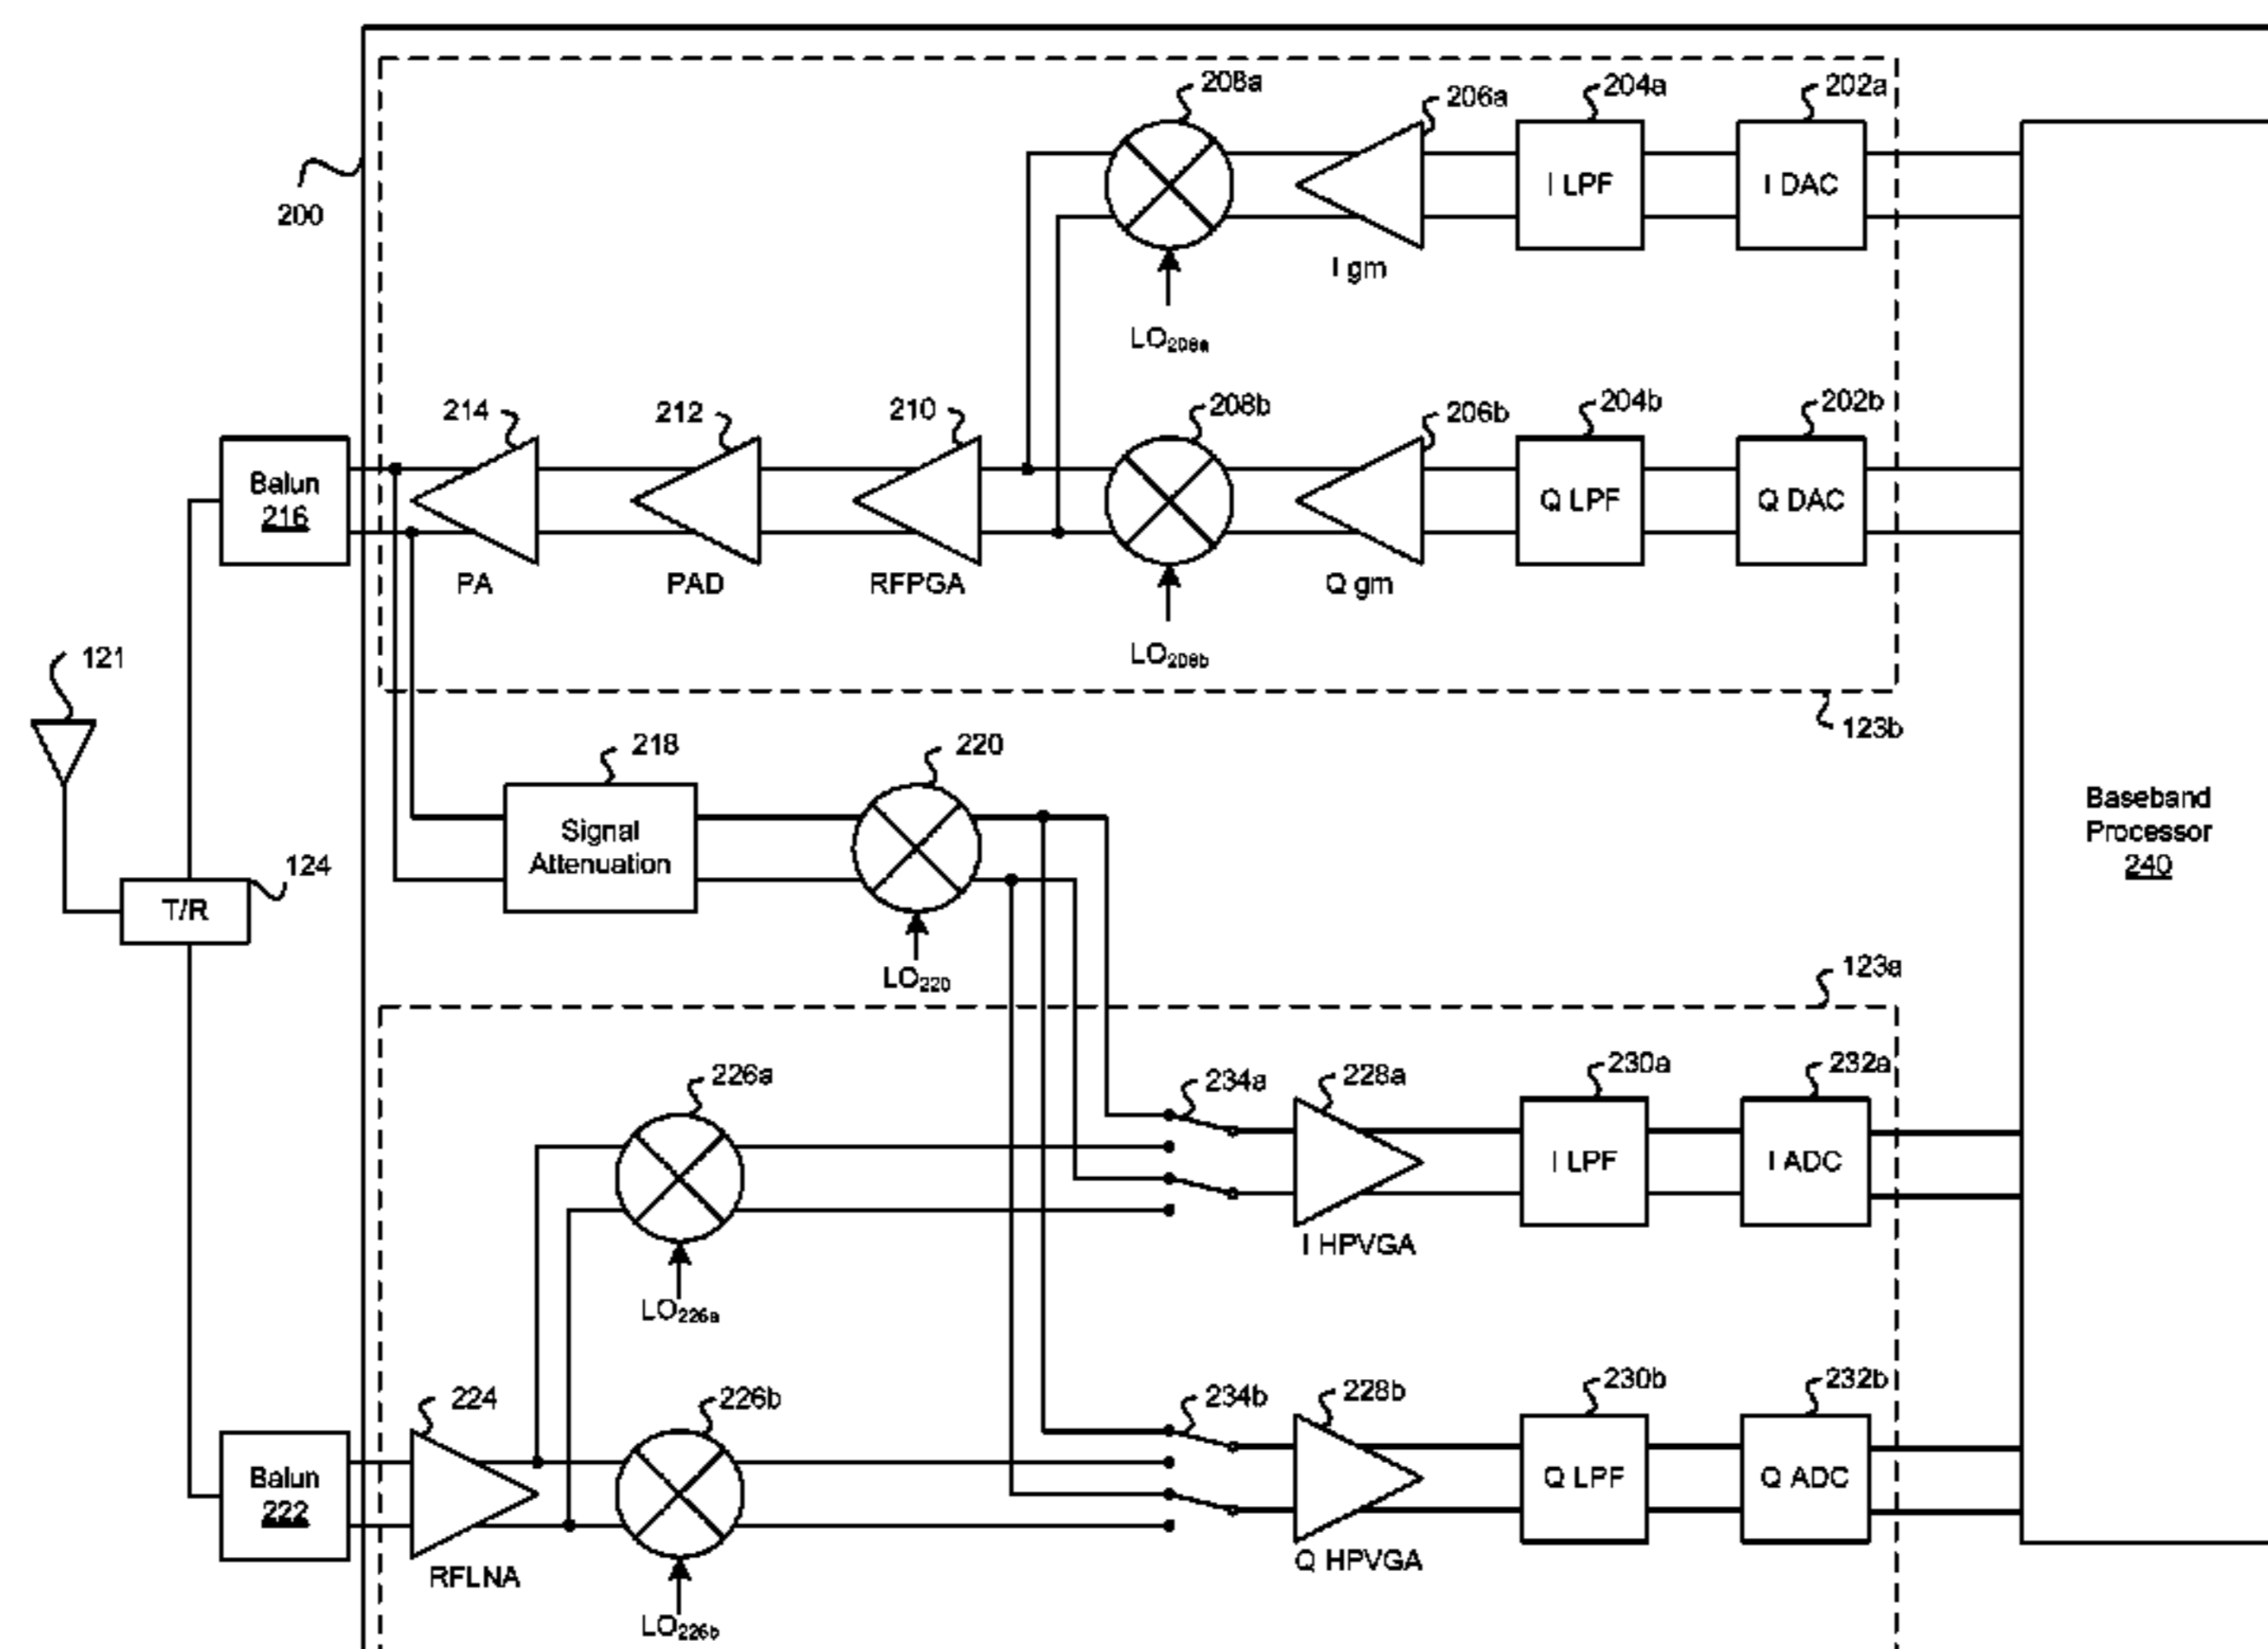 208a
206a
204a
202a
I LPF
I DAC
200
I gm
LO208a
214
212
210
208b
206b
204b
202b
Balun
216
Q LPF
Q DAC
PA
PAD
RFPGA
Q gm
LO208b
121
123b
218
220
Signal
Attenuation
Baseband
Processor
240
124
T/R
LO220
123a
226a
234a
228a
230a
232a
I LPF
I ADC
I HPVGA
LO226a
224
226b
234b
228b
230b
232b
Balun
222
Q LPF
Q ADC
RFLNA
Q HPVGA
LO226b